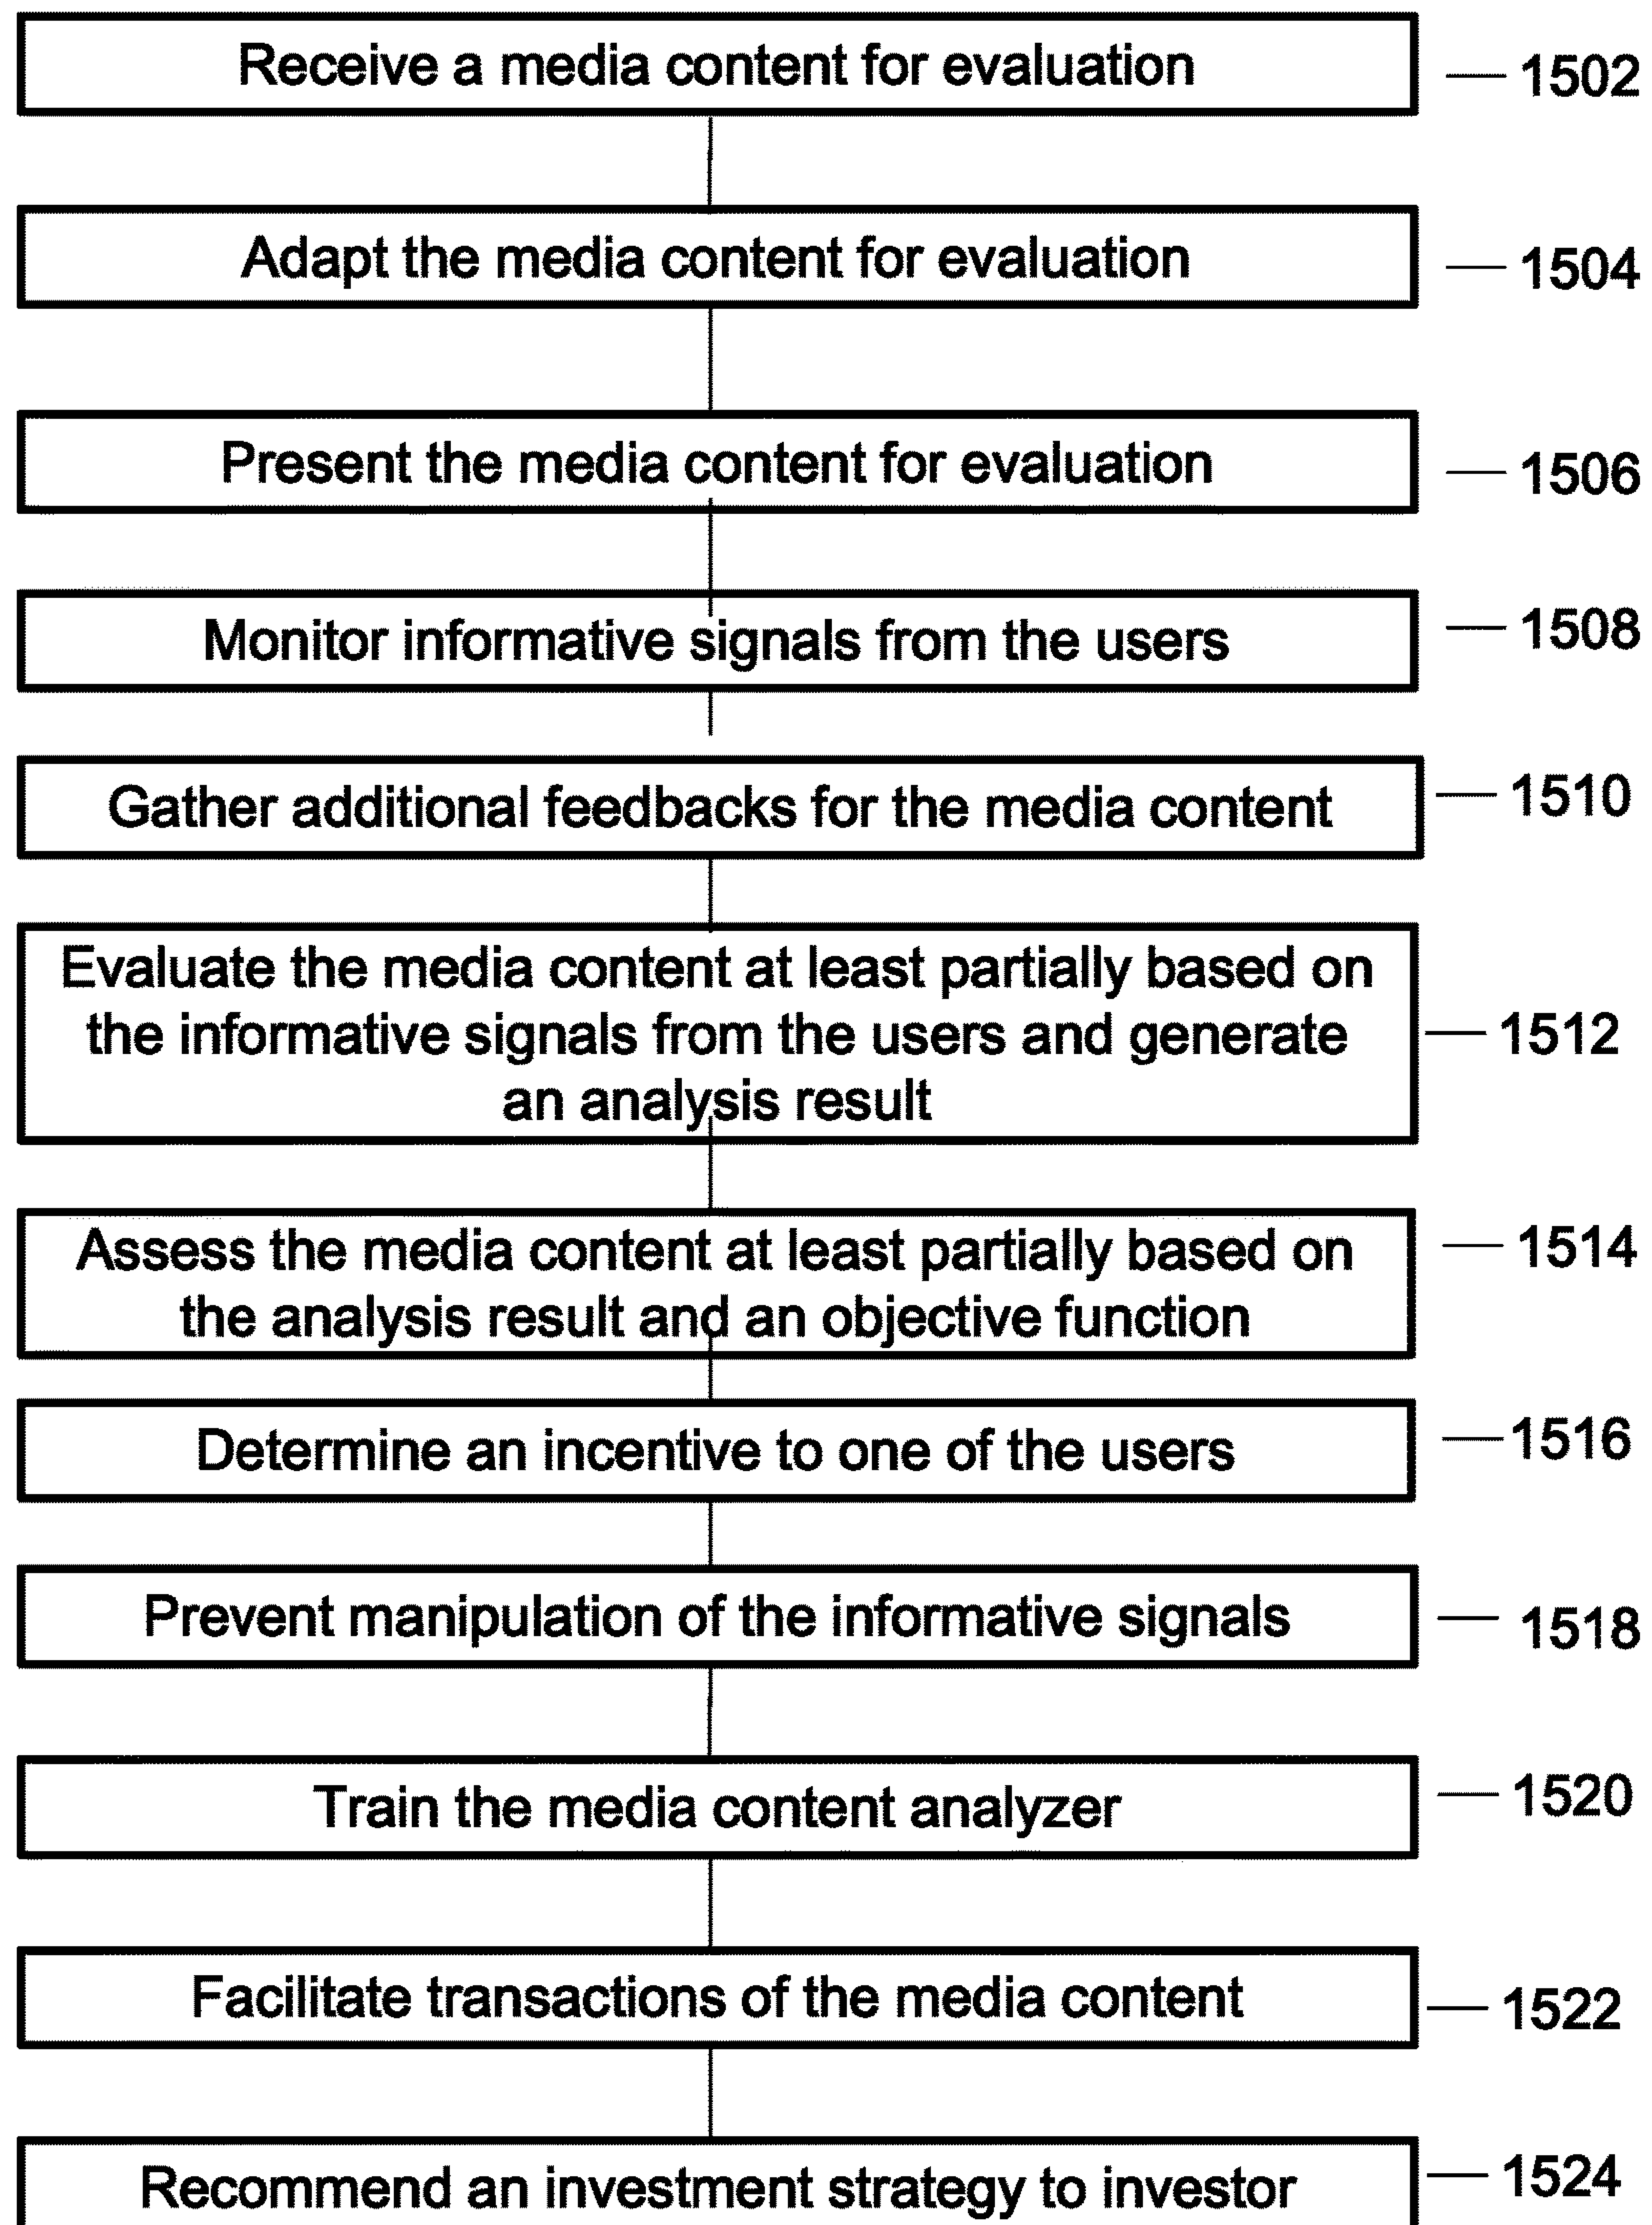 Receive a media content for evaluation
1502
Adapt the media content for evaluation
1504
Present the media content for evaluation
1506
Monitor informative signals from the users
1508
Gather additional feedbacks for the media content
1510
Evaluate the media content at least partially based on
the informative signals from the users and generate
an analysis result
1512
Assess the media content at least partially based on
the analysis result and an objective function
1514
Determine an incentive to one of the users
1516
Prevent manipulation of the informative signals
1518
Train the media content analyzer
1520
Facilitate transactions of the media content
1522
Recommend an investment strategy to investor
1524